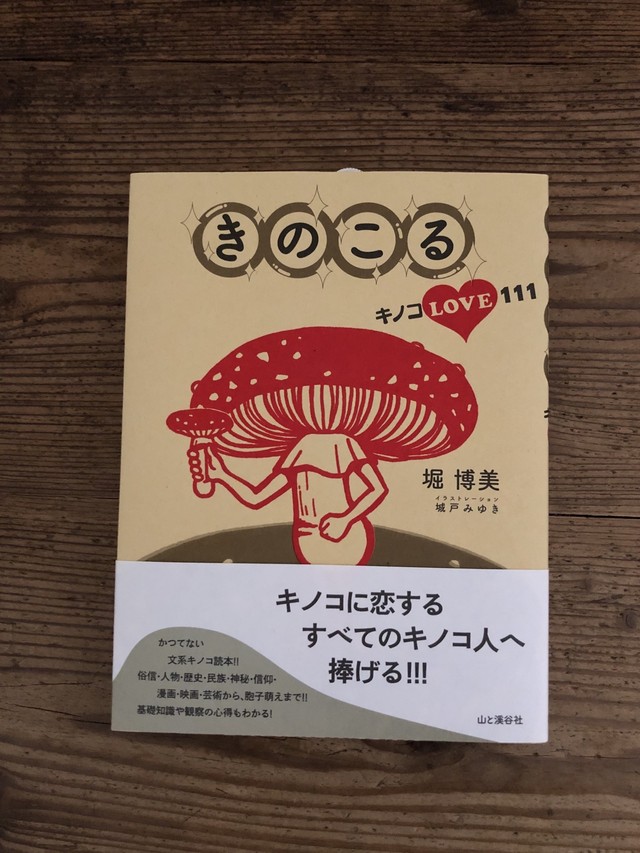 きのこる
キノコLOVE111
堀 博美
イラストレーション
城戸みゆき
キノコに恋する
すべてのキノコ人へ
捧げる!!!
かつてない
文系キノコ読本!!
俗信・人物・歴史・民族・神秘・信仰・
漫画・映画・芸術から、胞子萌えまで!!
基礎知識や観察の心得もわかる!
山と溪谷社